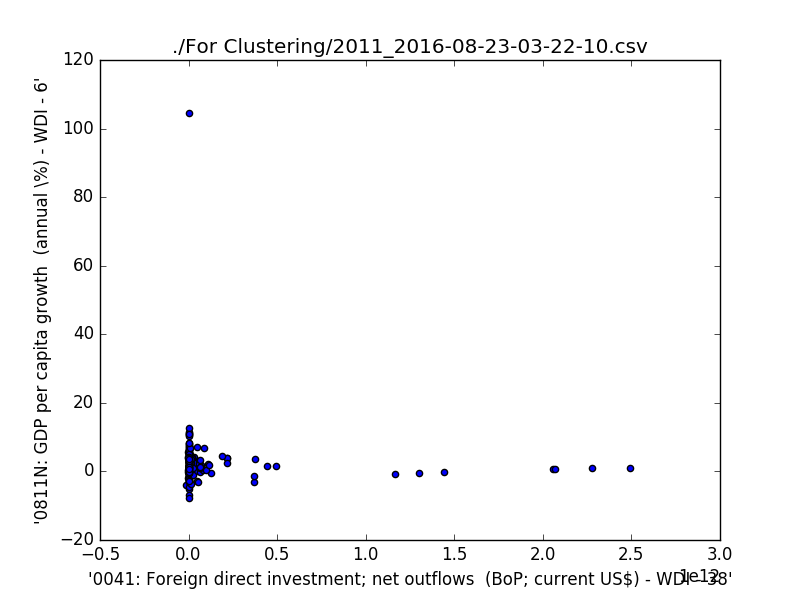 ./For Clustering/2011_2016-08-23-03-22-10.csv
120
100
80
60
40
20
0
−20
'0811N: GDP per capita growth  (annual \%) - WDI - 6'
−0.5 0.0 0.5 1.0 1.5 2.0 2.5 3.0
1e12
'0041: Foreign direct investment; net outflows  (BoP; current US$) - WDI - 38'